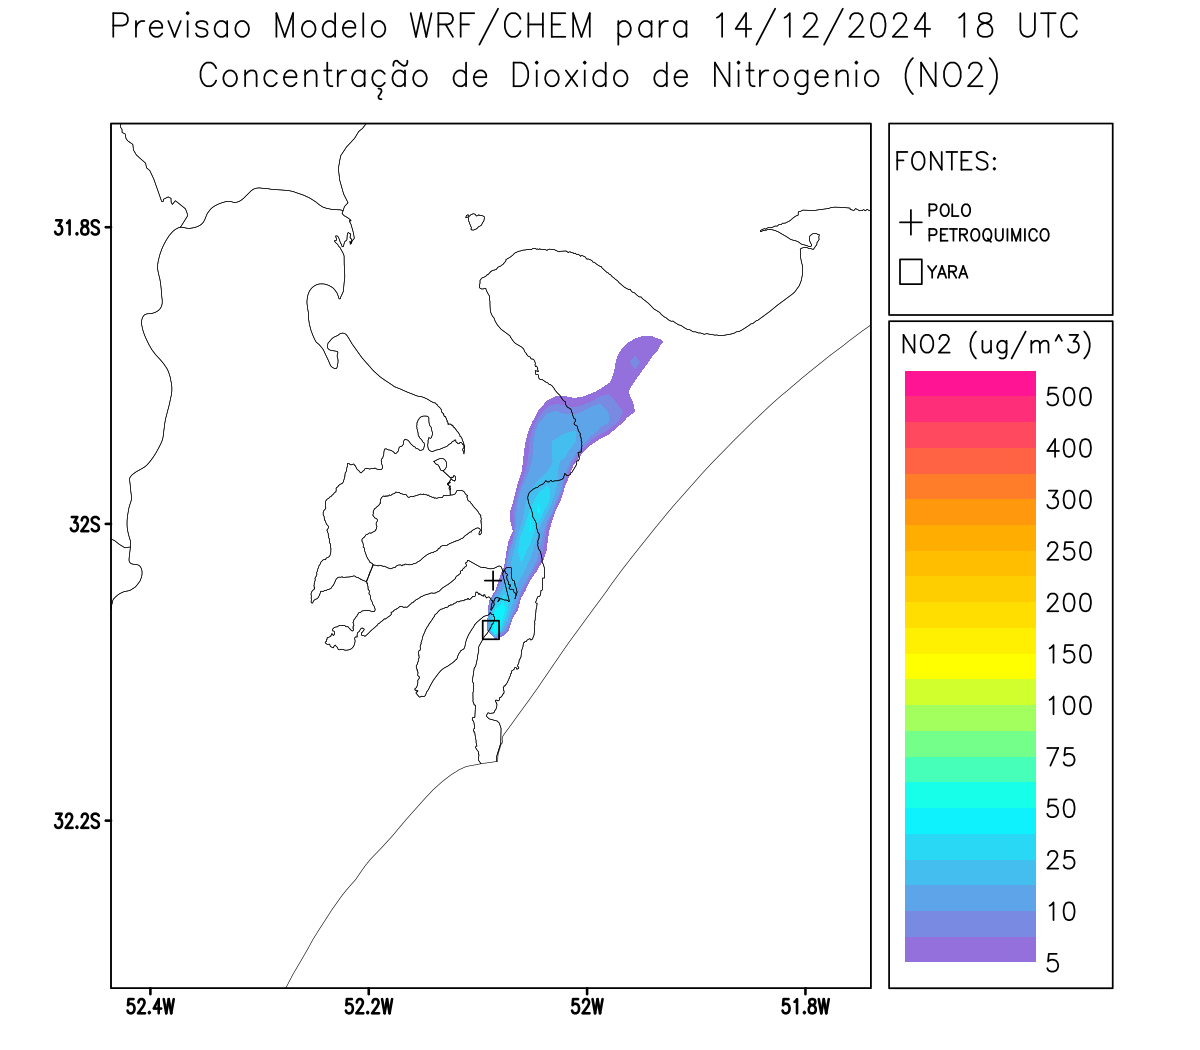 Previsao Modelo WRF/CHEM para 14/12/2024 18 UTC
Concentração de Dioxido de Nitrogenio (NO2)
FONTES:
POLO
PETROQUIMICO
YARA
NO2 (ug/m^3)
500
400
300
250
200
150
100
75
50
25
10
5
31.8S
32S
32.2S
52.4W
52.2W
52W
51.8W